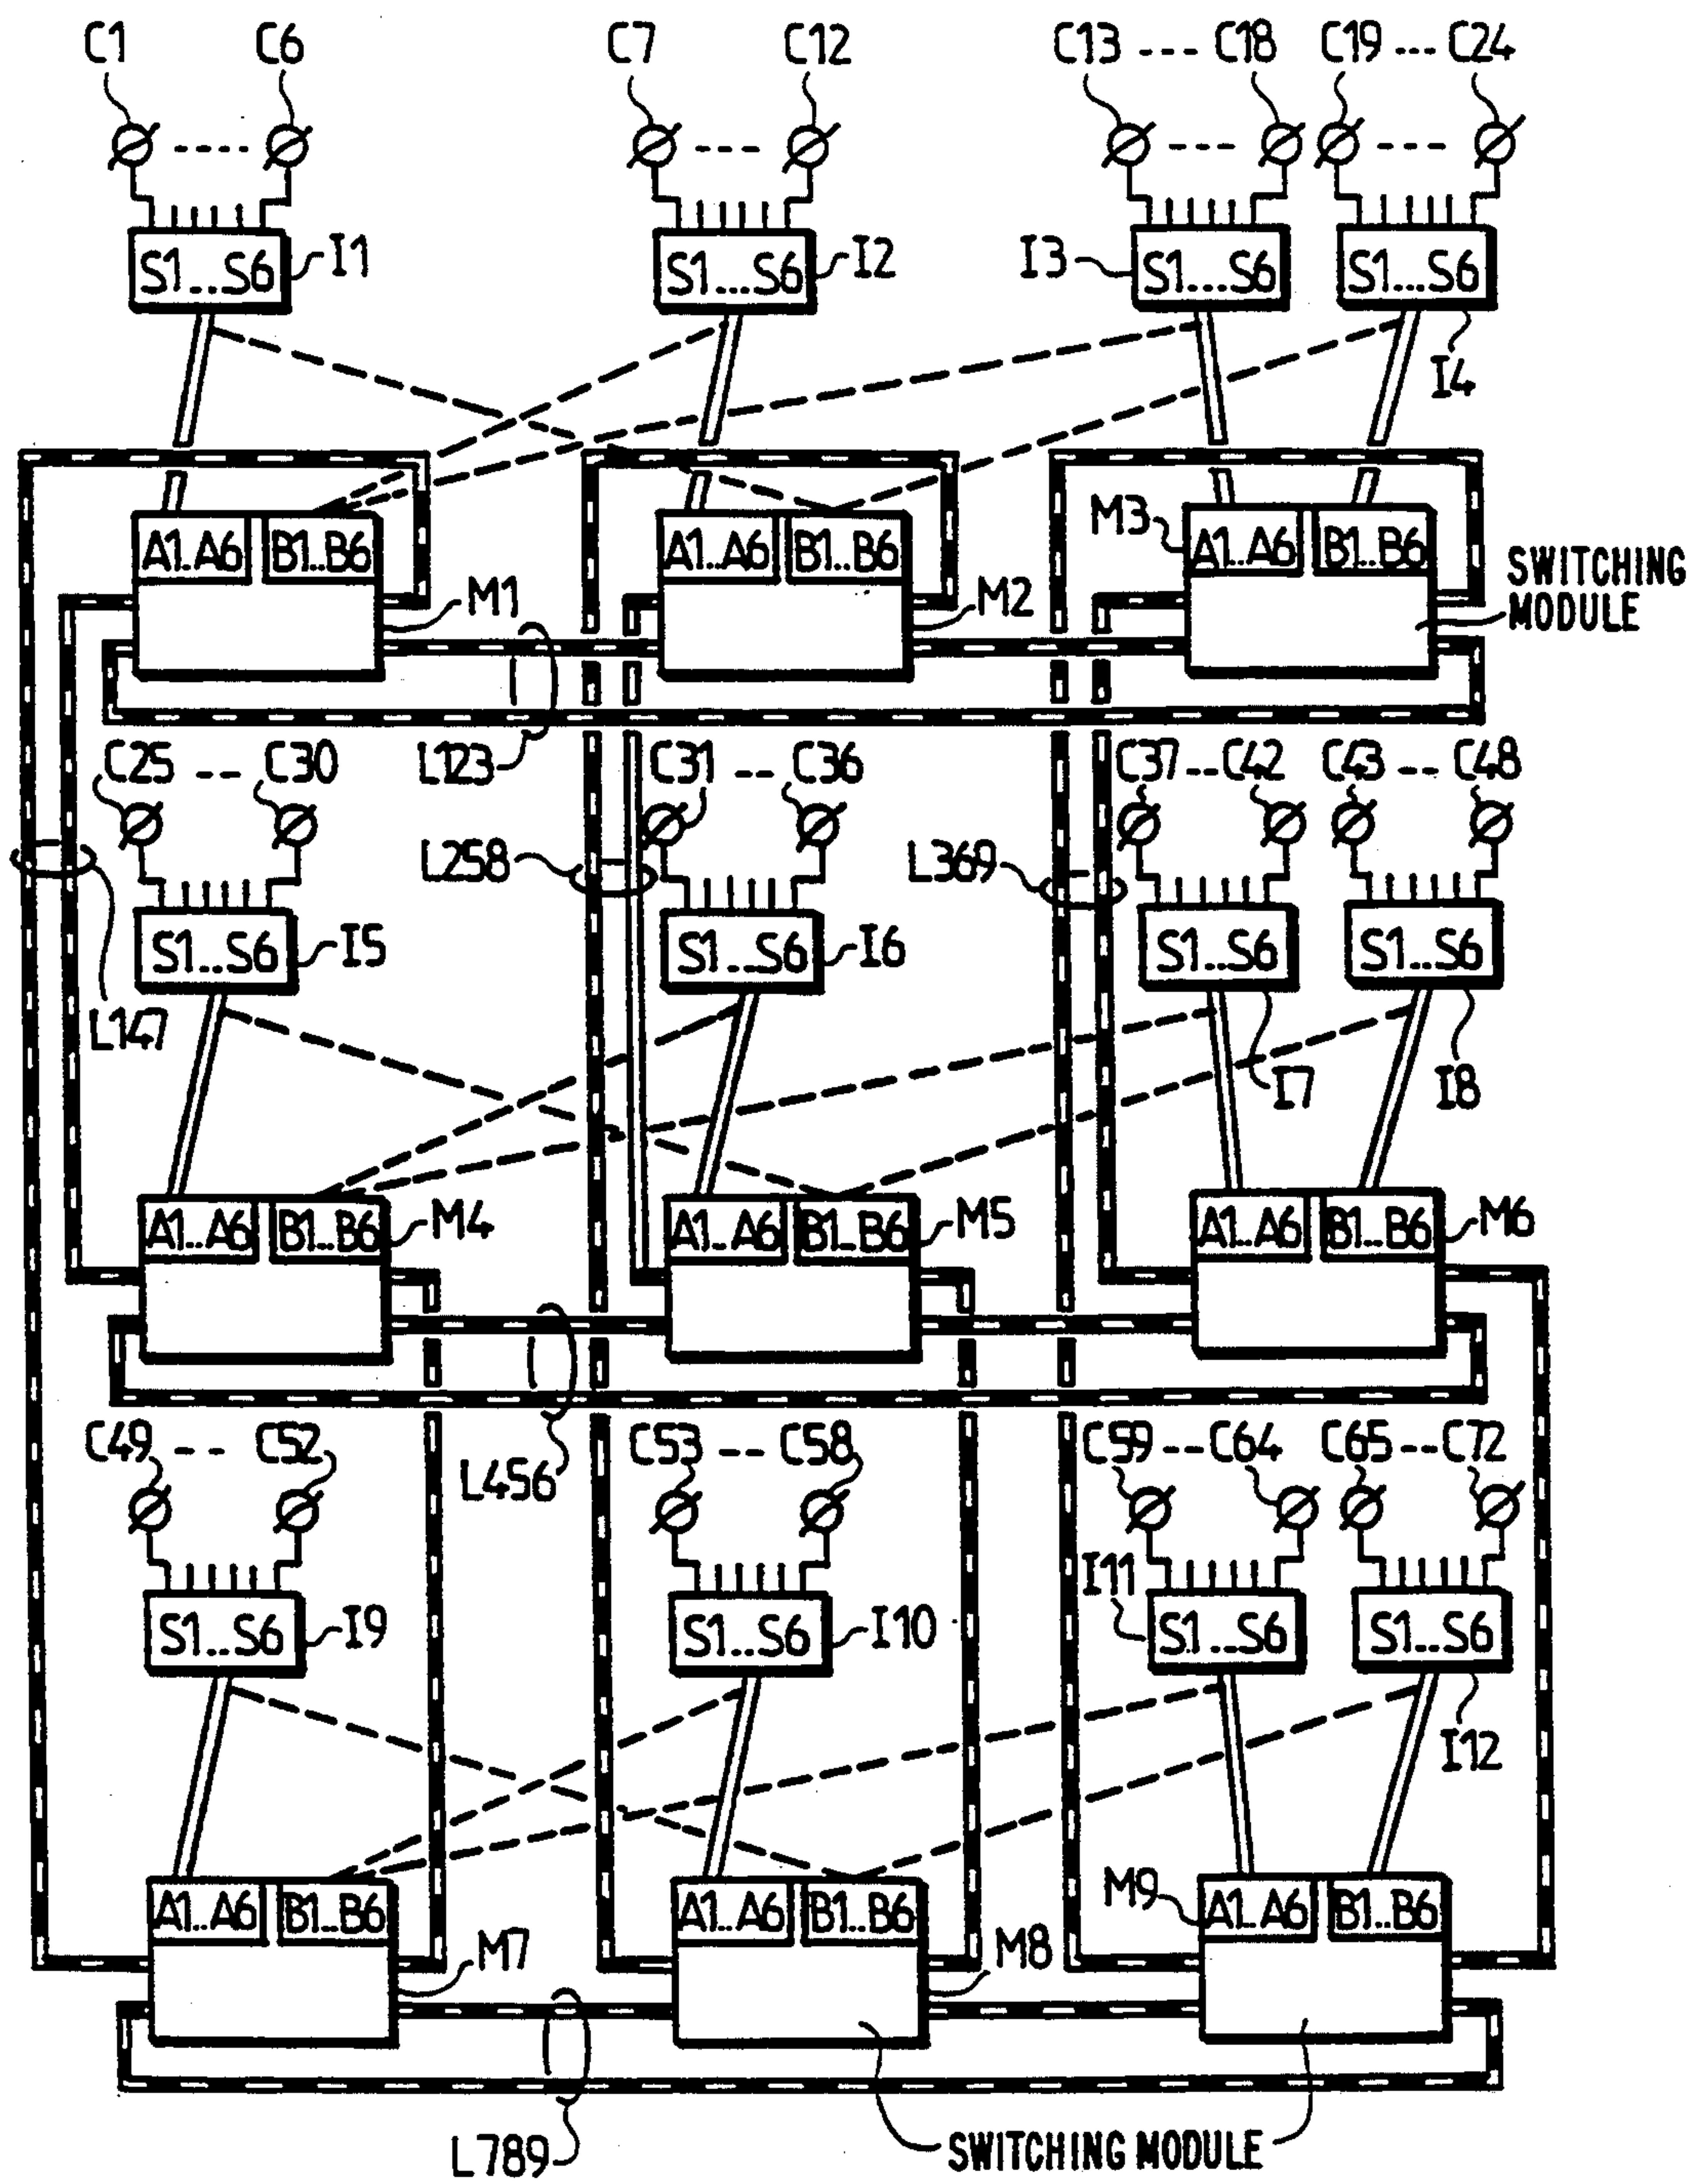 C1 C6 C7 C12 C13 --- C18 C19 --- C24
S1...S6 I1 S1...S6 I2 I3 S1...S6 S1...S6
I4
A1..A6 B1..B6 A1..A6 B1..B6 M3 A1..A6 B1..B6
SWITCHING
MODULE
M1 M2
L123
C25 -- C30 C31 -- C36 C37 -- C42 C43 -- C48
L258 L369
S1..S6 I5 S1...S6 I6 S1..S6 S1...S6
L147
I7 I8
A1..A6 B1..B6 M4 A1..A6 B1..B6 M5 A1..A6 B1..B6 M6
C49 -- C52 L456 C53 -- C58 C59 -- C64 C65 -- C72
I11
S1..S6 I9 S1...S6 I10 S1...S6 S1...S6
I12
A1..A6 B1..B6 A1..A6 B1..B6 M9 A1..A6 B1..B6
M7 M8
L789 SWITCHING MODULE